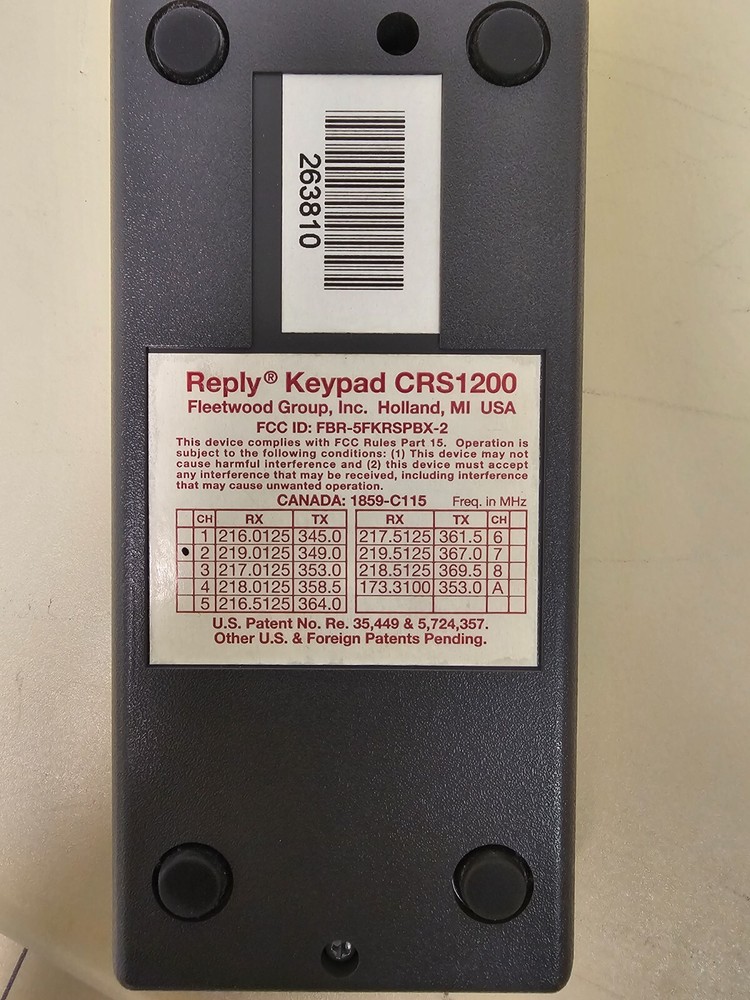 263810
Reply® Keypad CRS1200
Fleetwood Group, Inc. Holland, MI USA
FCC ID: FBR-5FKRSPBX-2
This device complies with FCC Rules Part 15. Operation is
subject to the following conditions: (1) This device may not
cause harmful interference and (2) this device must accept
any interference that may be received, including interference
that may cause unwanted operation.
CANADA: 1859-C115 Freq. in MHz
CH RX TX RX TX CH
1 216.0125 345.0 217.5125 361.5 6
2 219.0125 349.0 219.5125 367.0 7
3 217.0125 353.0 218.5125 369.5 8
4 218.0125 358.5 173.3100 353.0 A
5 216.5125 364.0
U.S. Patent No. Re. 35,449 & 5,724,357.
Other U.S. & Foreign Patents Pending.